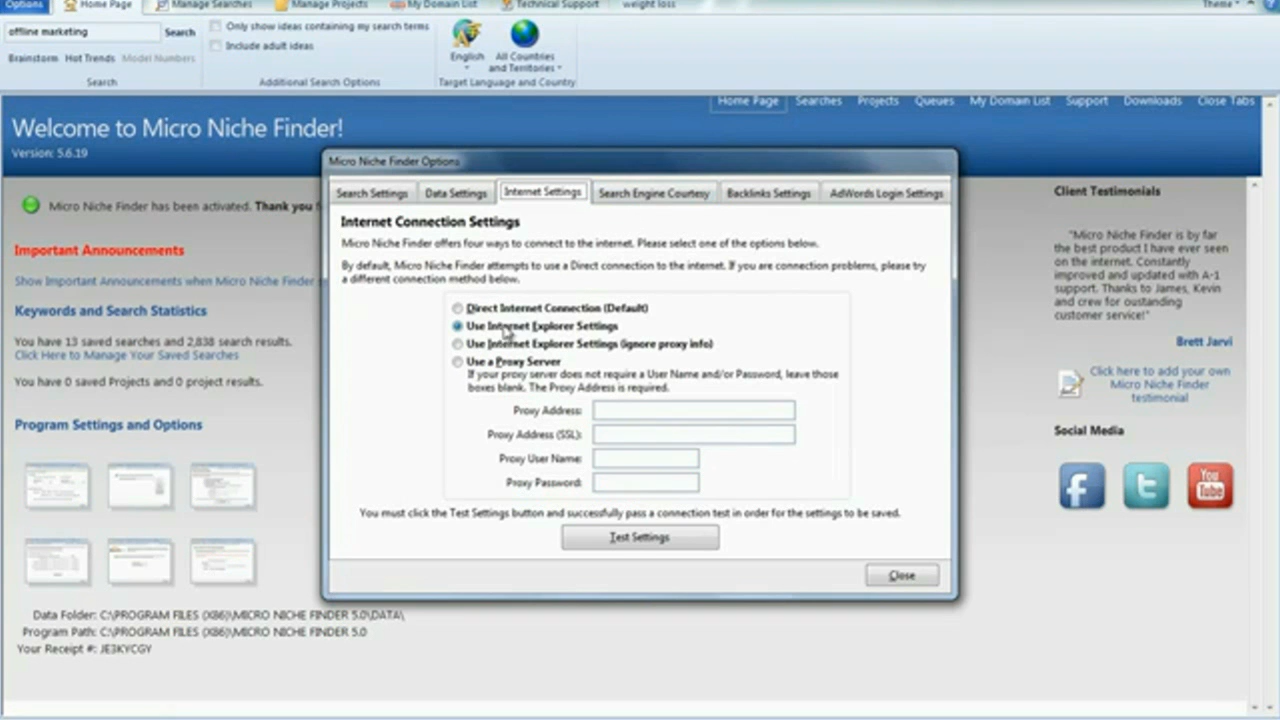 Options Home Page Manage Searches Manage Projects My Domain List Technical Support weight loss Theme
offline marketing Search
Only show ideas containing my search terms
Include adult ideas
English All Countries
and Territories
Brainstorm Hot Trends Model Numbers
Search Additional Search Options Target Language and Country
Home Page Searches Projects Queues My Domain List Support Downloads Close Tabs
Welcome to Micro Niche Finder!
Version: 5.6.19
Micro Niche Finder has been activated. Thank you
Important Announcements
Show Important Announcements when Micro Niche Finder
Keywords and Search Statistics
You have 13 saved searches and 2,838 search results.
Click Here to Manage Your Saved Searches
You have 0 saved Projects and 0 project results.
Program Settings and Options
Data Folder: C:\PROGRAM FILES (X86)\MICRO NICHE FINDER 5.0\DATA\
Program Path: C:\PROGRAM FILES (X86)\MICRO NICHE FINDER 5.0
Your Receipt #: JE3KYCGY
Micro Niche Finder Options
Search Settings Data Settings Internet Settings Search Engine Courtesy Backlinks Settings AdWords Login Settings
Internet Connection Settings
Micro Niche Finder offers four ways to connect to the internet. Please select one of the options below.
By default, Micro Niche Finder attempts to use a Direct connection to the internet. If you are connection problems, please try
a different connection method below.
Direct Internet Connection (Default)
Use Internet Explorer Settings
Use Internet Explorer Settings (ignore proxy info)
Use a Proxy Server
If your proxy server does not require a User Name and/or Password, leave those
boxes blank. The Proxy Address is required.
Proxy Address:
Proxy Address (SSL):
Proxy User Name:
Proxy Password:
You must click the Test Settings button and successfully pass a connection test in order for the settings to be saved.
Test Settings
Close
Client Testimonials
"Micro Niche Finder is by far
the best product I have ever seen
on the internet. Constantly
improved and updated with A-1
support. Thanks to James, Kevin
and crew for oustanding
customer service!"
Brett Jarvi
Click here to add your own
Micro Niche Finder
testimonial
Social Media
f
t
You
Tube